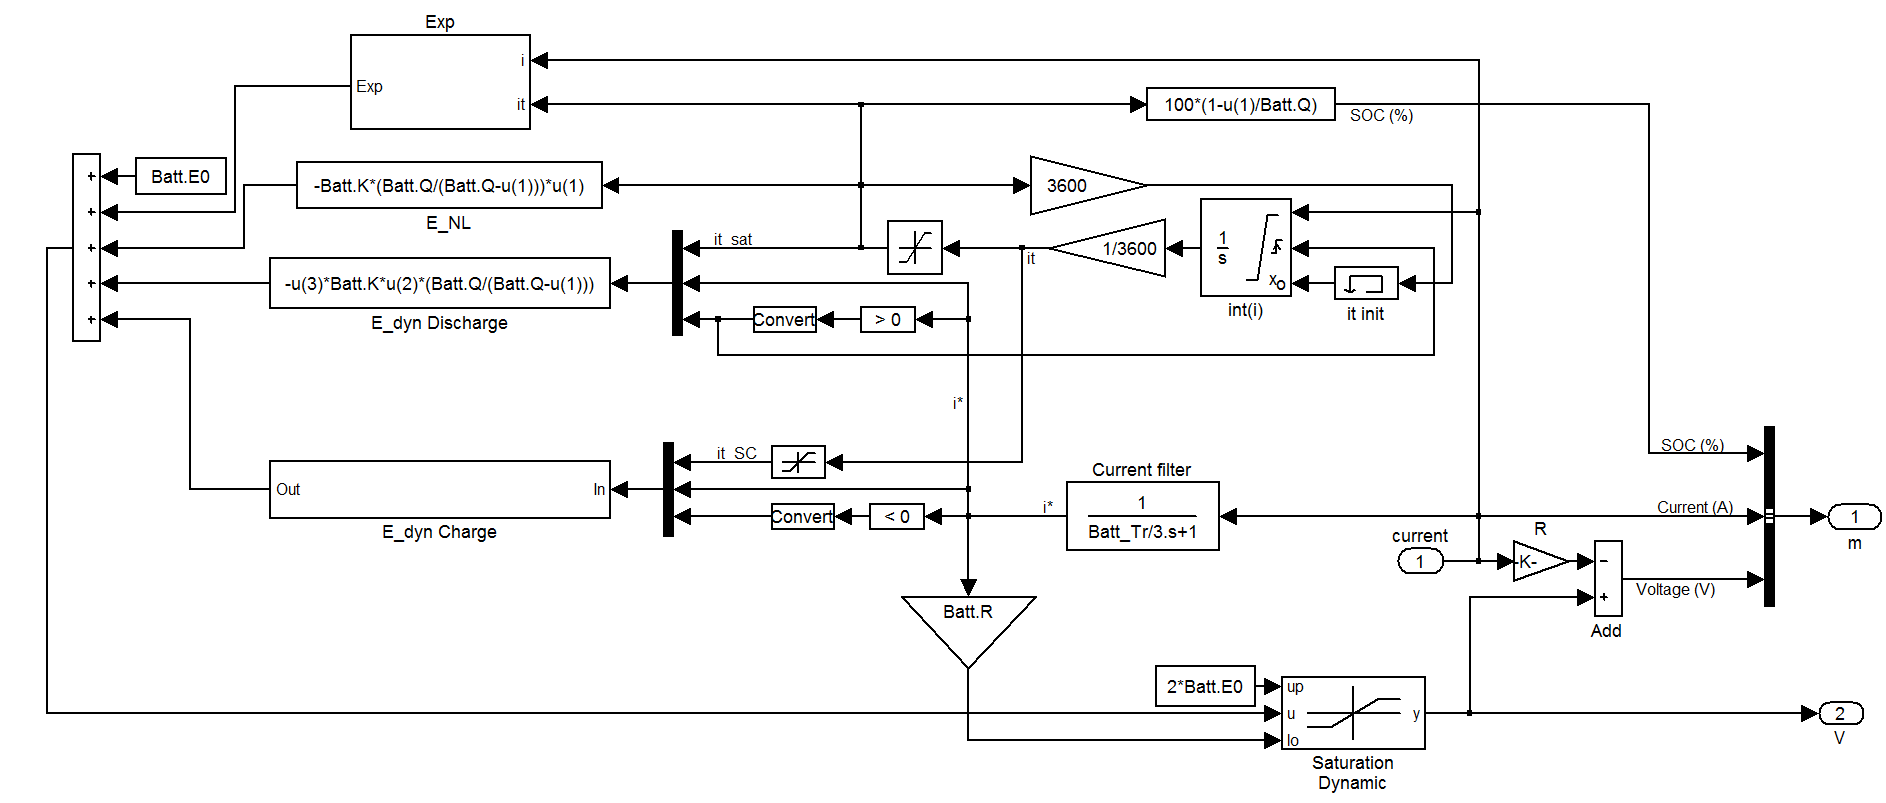 Exp
i
Exp
it
100*(1-u(1)/Batt.Q)
SOC (%)
Batt.E0
+
+
+
+
+
-Batt.K*(Batt.Q/(Batt.Q-u(1)))*u(1)
E_NL
3600
it_sat
it
1/3600
1
s
xo
int(i)
it init
-u(3)*Batt.K*u(2)*(Batt.Q/(Batt.Q-u(1)))
E_dyn Discharge
Convert
> 0
i*
it_SC
Out
In
E_dyn Charge
Convert
< 0
i*
Current filter
1
Batt_Tr/3.s+1
SOC (%)
Current (A)
current
1
R
-K-
-
+
Add
Voltage (V)
1
m
Batt.R
2*Batt.E0
up
u
lo
y
Saturation
Dynamic
2
V